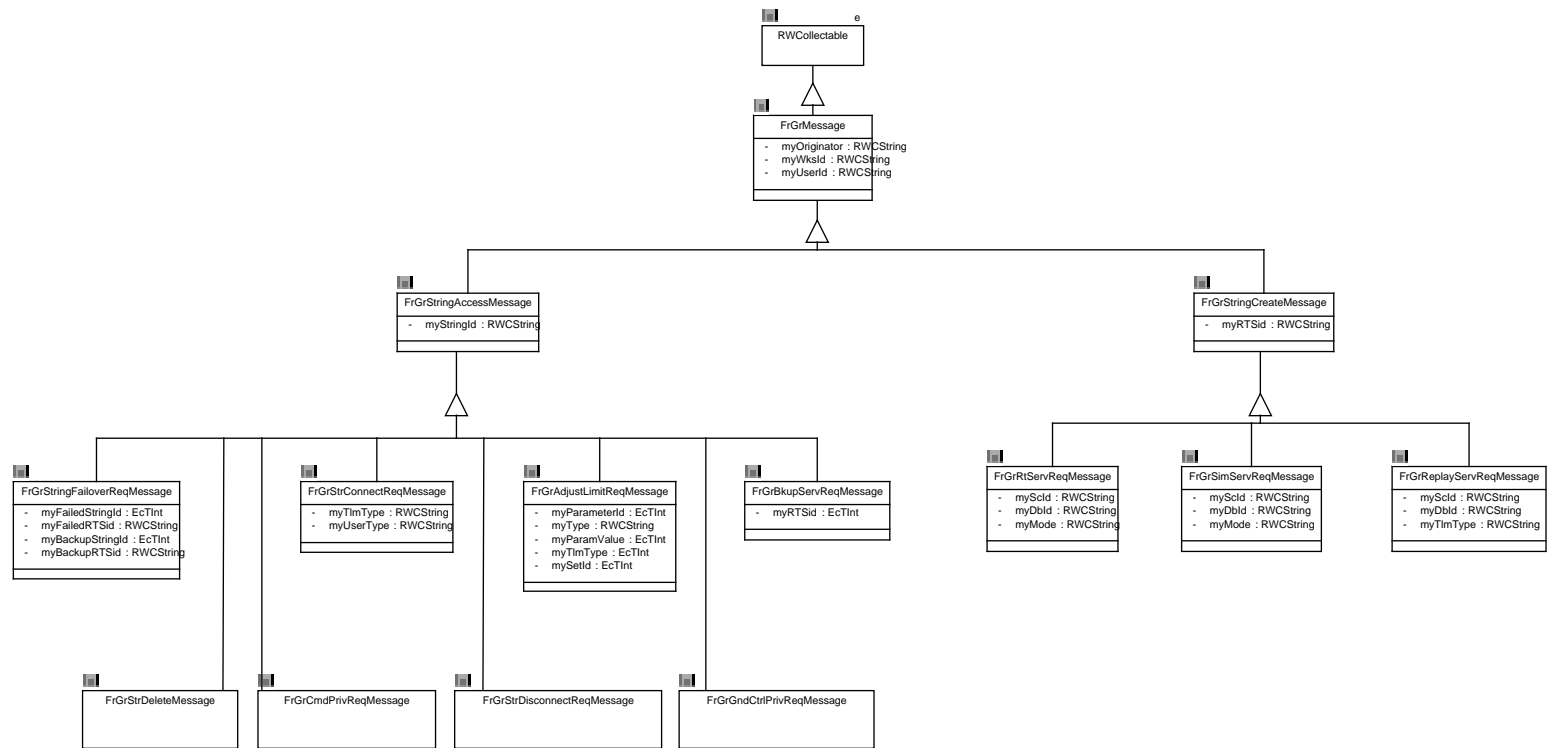 e
RWCollectable
FrGrMessage
- myOriginator : RWCString
- myWksId : RWCString
- myUserId : RWCString
FrGrStringAccessMessage
- myStringId : RWCString
FrGrStringCreateMessage
- myRTSid : RWCString
FrGrStringFailoverReqMessage
- myFailedStringId : EcTInt
- myFailedRTSid : RWCString
- myBackupStringId : EcTInt
- myBackupRTSid : RWCString
FrGrStrConnectReqMessage
- myTlmType : RWCString
- myUserType : RWCString
FrGrAdjustLimitReqMessage
- myParameterId : EcTInt
- myType : RWCString
- myParamValue : EcTInt
- myTlmType : EcTInt
- mySetId : EcTInt
FrGrBkupServReqMessage
- myRTSid : EcTInt
FrGrRtServReqMessage
- myScId : RWCString
- myDbId : RWCString
- myMode : RWCString
FrGrSimServReqMessage
- myScId : RWCString
- myDbId : RWCString
- myMode : RWCString
FrGrReplayServReqMessage
- myScId : RWCString
- myDbId : RWCString
- myTlmType : RWCString
FrGrStrDeleteMessage
FrGrCmdPrivReqMessage
FrGrStrDisconnectReqMessage
FrGrGndCtrlPrivReqMessage